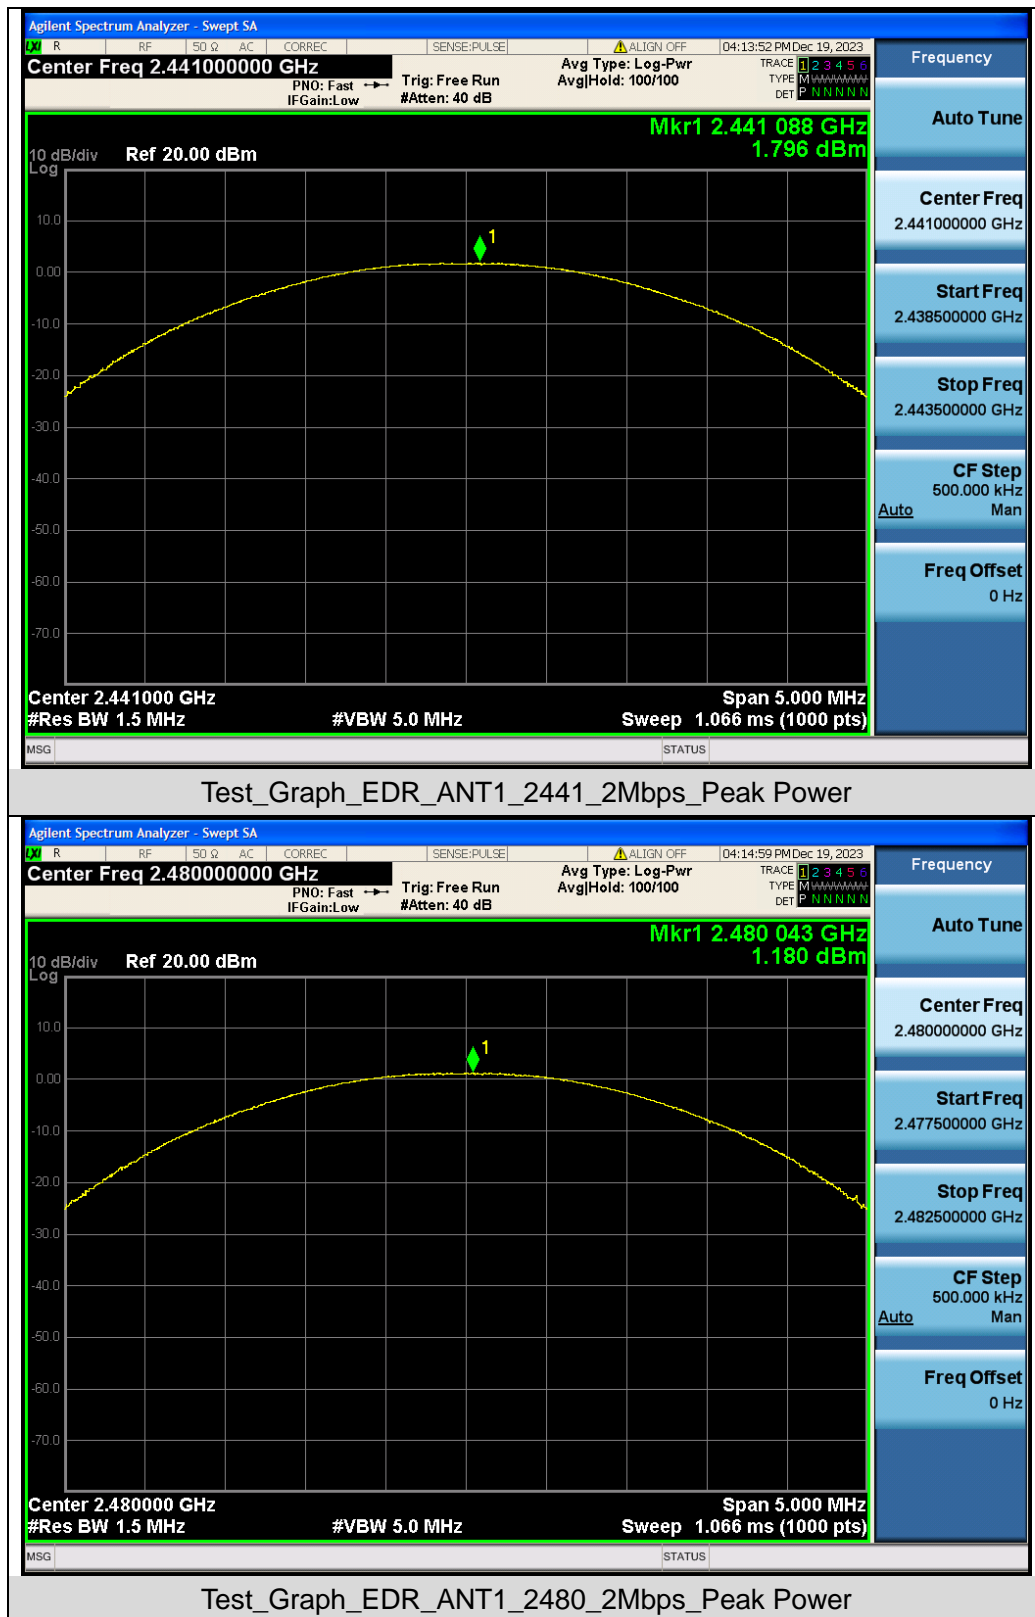 Agilent Spectrum Analyzer - Swept SA
LXI R RF 50 Ω AC CORREC SENSE:PULSE ALIGN OFF 04:13:52 PM Dec 19, 2023
Center Freq 2.441000000 GHz
PNO: Fast
IFGain:Low
Trig: Free Run
#Atten: 40 dB
Avg Type: Log-Pwr
Avg|Hold: 100/100
TRACE 1 2 3 4 5 6
TYPE M
DET P N N N N N
Frequency
Auto Tune
Center Freq
2.441000000 GHz
Start Freq
2.438500000 GHz
Stop Freq
2.443500000 GHz
CF Step
500.000 kHz
Auto Man
Freq Offset
0 Hz
Mkr1 2.441 088 GHz
1.796 dBm
10 dB/div Ref 20.00 dBm
Log
10.0
1
0.00
-10.0
-20.0
-30.0
-40.0
-50.0
-60.0
-70.0
Center 2.441000 GHz Span 5.000 MHz
#Res BW 1.5 MHz #VBW 5.0 MHz Sweep 1.066 ms (1000 pts)
MSG STATUS
Test_Graph_EDR_ANT1_2441_2Mbps_Peak Power
Agilent Spectrum Analyzer - Swept SA
LXI R RF 50 Ω AC CORREC SENSE:PULSE ALIGN OFF 04:14:59 PM Dec 19, 2023
Center Freq 2.480000000 GHz
PNO: Fast
IFGain:Low
Trig: Free Run
#Atten: 40 dB
Avg Type: Log-Pwr
Avg|Hold: 100/100
TRACE 1 2 3 4 5 6
TYPE M
DET P N N N N N
Frequency
Auto Tune
Center Freq
2.480000000 GHz
Start Freq
2.477500000 GHz
Stop Freq
2.482500000 GHz
CF Step
500.000 kHz
Auto Man
Freq Offset
0 Hz
Mkr1 2.480 043 GHz
1.180 dBm
10 dB/div Ref 20.00 dBm
Log
10.0
1
0.00
-10.0
-20.0
-30.0
-40.0
-50.0
-60.0
-70.0
Center 2.480000 GHz Span 5.000 MHz
#Res BW 1.5 MHz #VBW 5.0 MHz Sweep 1.066 ms (1000 pts)
MSG STATUS
Test_Graph_EDR_ANT1_2480_2Mbps_Peak Power